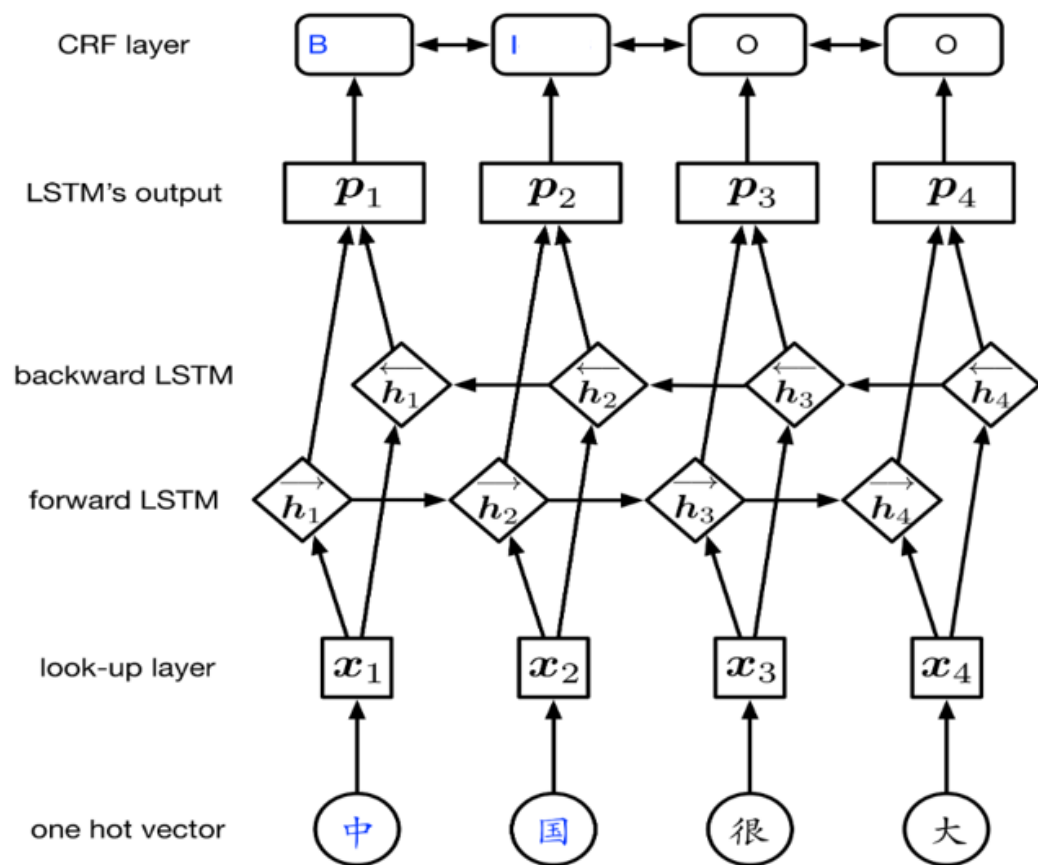 CRF layer B I O O
LSTM's output p1 p2 p3 p4
backward LSTM ←h1 ←h2 ←h3 ←h4
forward LSTM →h1 →h2 →h3 →h4
look-up layer x1 x2 x3 x4
one hot vector 中 国 很 大